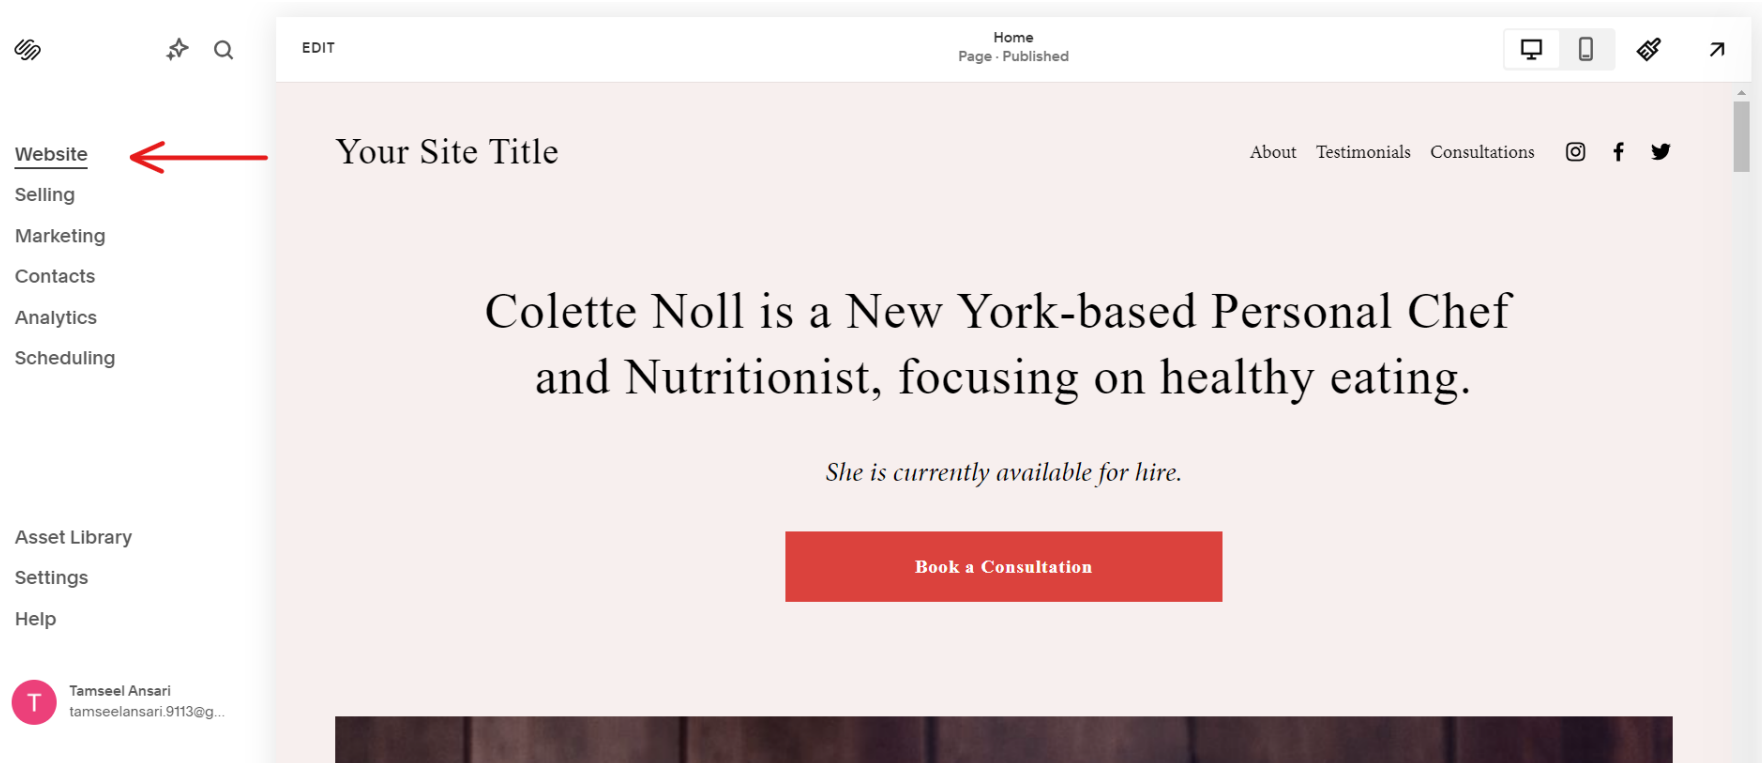 EDIT
Home
Page · Published
Website
Selling
Marketing
Contacts
Analytics
Scheduling
Asset Library
Settings
Help
T
Tamseel Ansari
tamseelansari.9113@g...
Your Site Title
About Testimonials Consultations
Colette Noll is a New York-based Personal Chef
and Nutritionist, focusing on healthy eating.
She is currently available for hire.
Book a Consultation